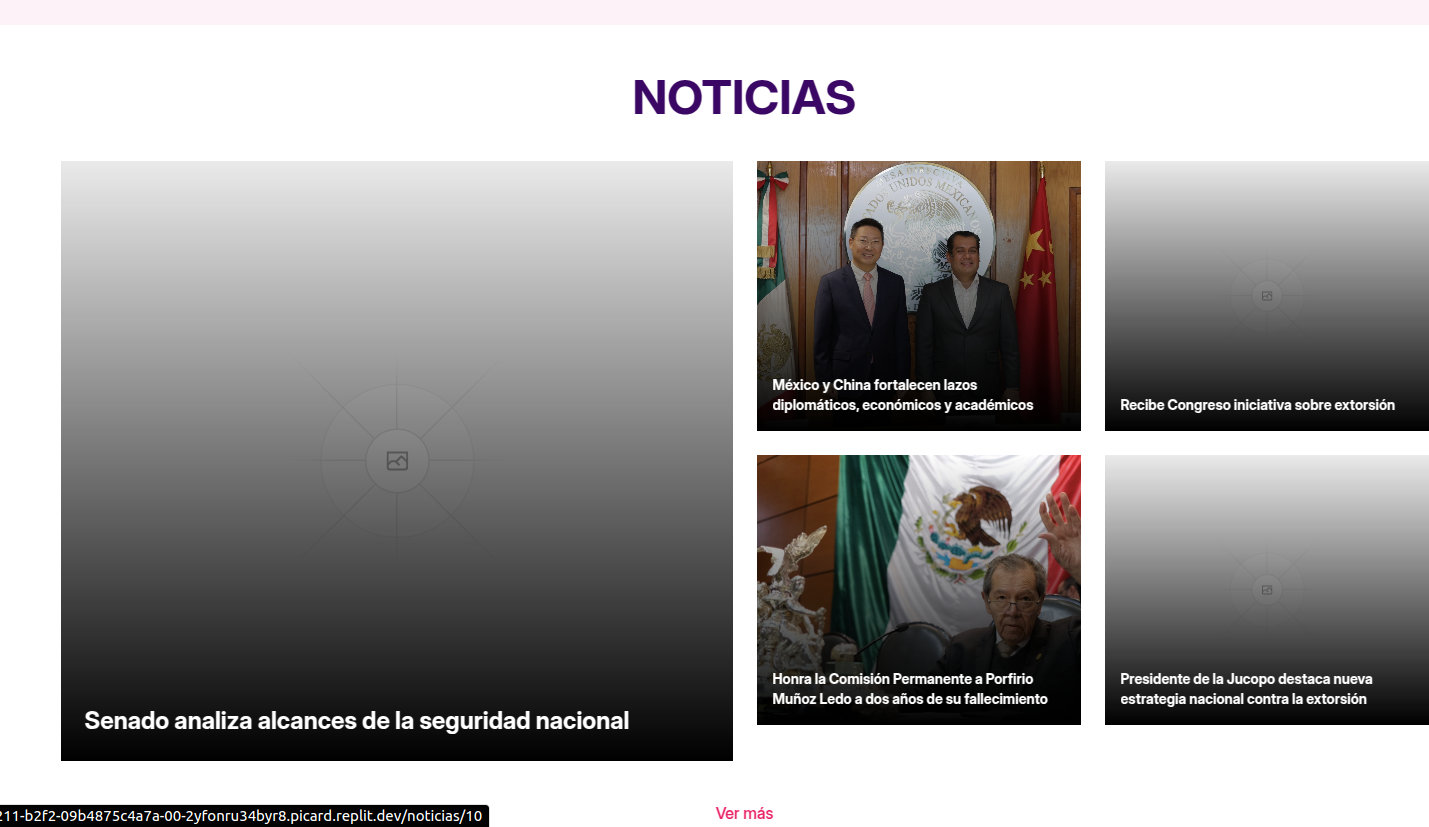 NOTICIAS
Senado analiza alcances de la seguridad nacional
México y China fortalecen lazos
diplomáticos, económicos y académicos
Recibe Congreso iniciativa sobre extorsión
Honra la Comisión Permanente a Porfirio
Muñoz Ledo a dos años de su fallecimiento
Presidente de la Jucopo destaca nueva
estrategia nacional contra la extorsión
Ver más
211-b2f2-09b4875c4a7a-00-2yfonru34byr8.picard.replit.dev/noticias/10